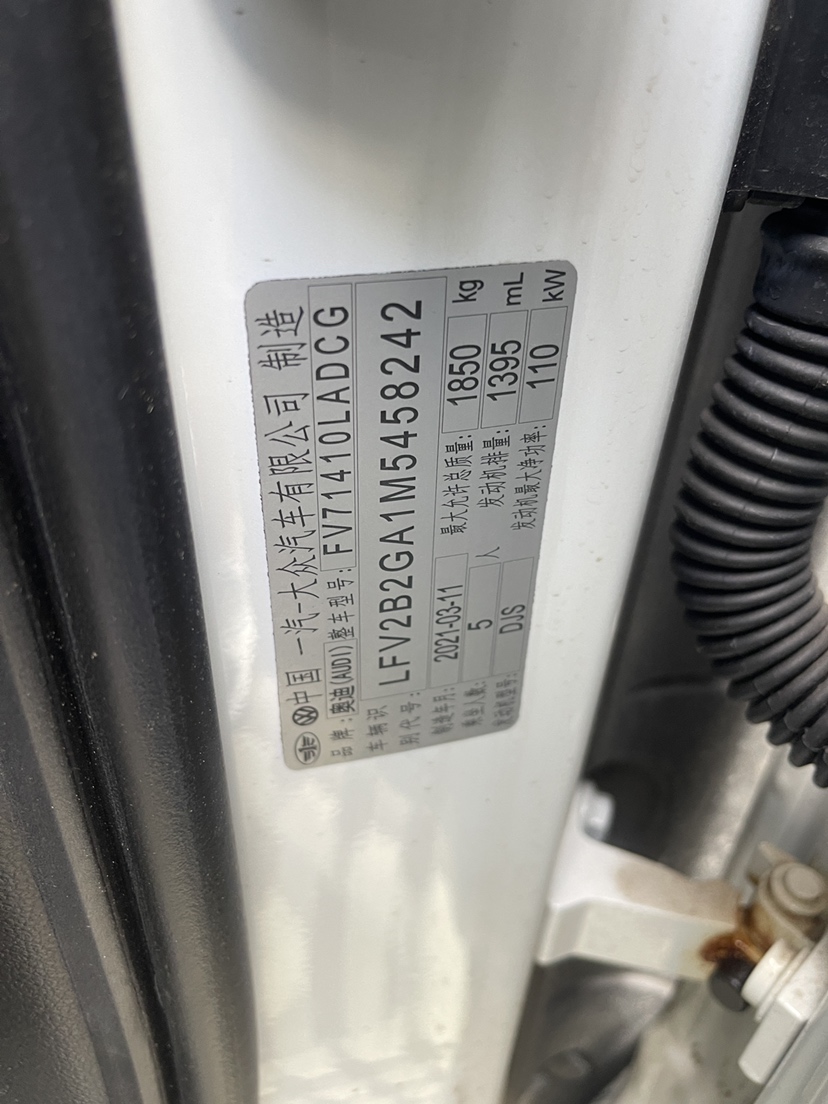 中国 一汽-大众汽车有限公司 制造
品牌：奥迪(AUDI) 整车型号：FV71410LADCG
车辆识别代号：LFV2B2GA1M5458242
制造年月：2021-03-11 最大允许总质量：1850 kg
乘坐人数：5 人 发动机排量：1395 mL
发动机型号：DJS 发动机最大净功率：110 kW